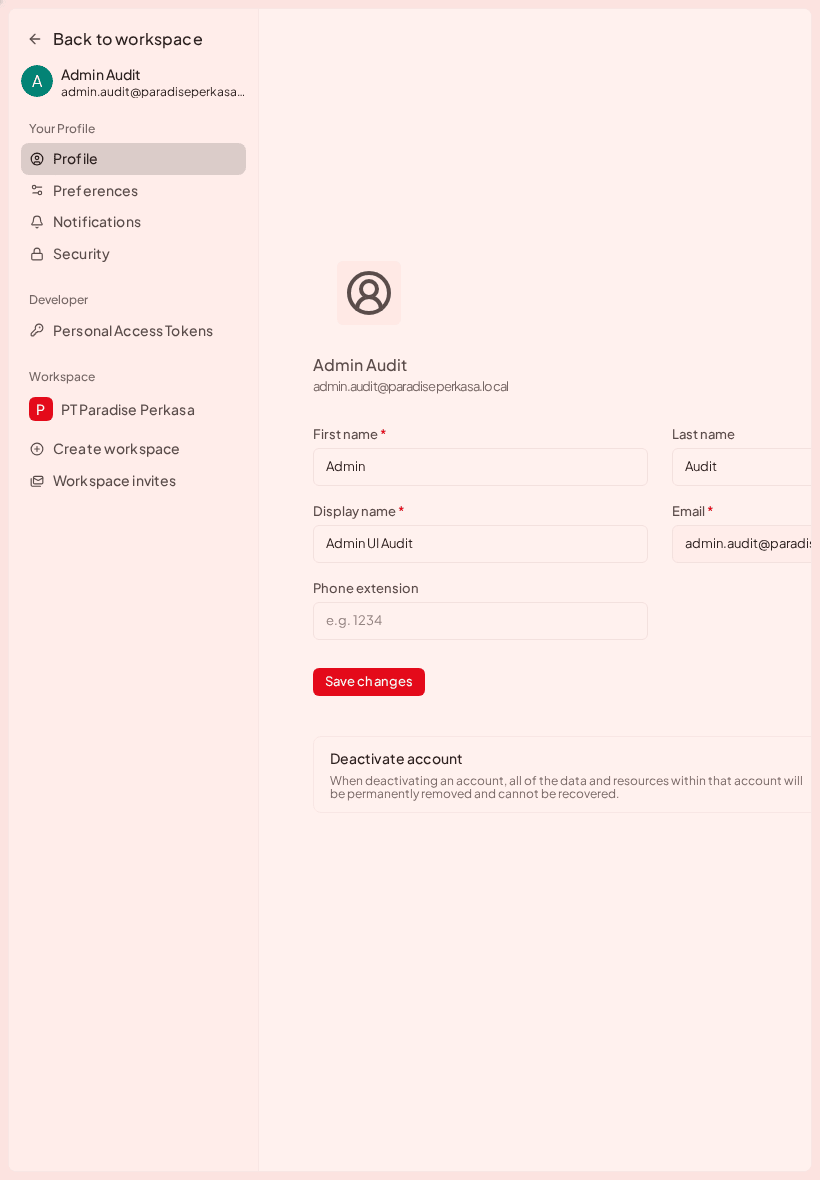 Back to workspace
A
Admin Audit
admin.audit@paradiseperkasa...
Your Profile
Profile
Preferences
Notifications
Security
Developer
Personal Access Tokens
Workspace
P
PT Paradise Perkasa
Create workspace
Workspace invites
Admin Audit
admin.audit@paradiseperkasa.local
First name *
Last name
Admin
Audit
Display name *
Email *
Admin UI Audit
admin.audit@paradis
Phone extension
e.g. 1234
Save changes
Deactivate account
When deactivating an account, all of the data and resources within that account will
be permanently removed and cannot be recovered.